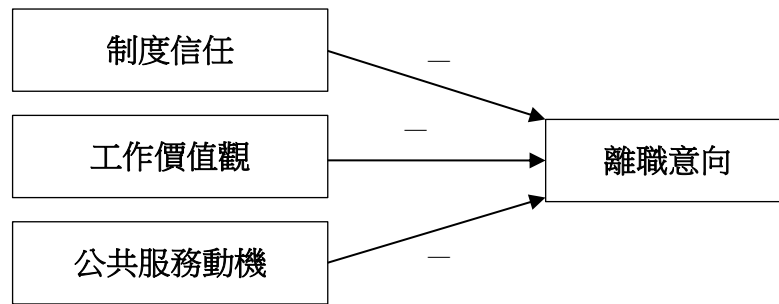 制度信任
—
工作價值觀
—
離職意向
公共服務動機
—